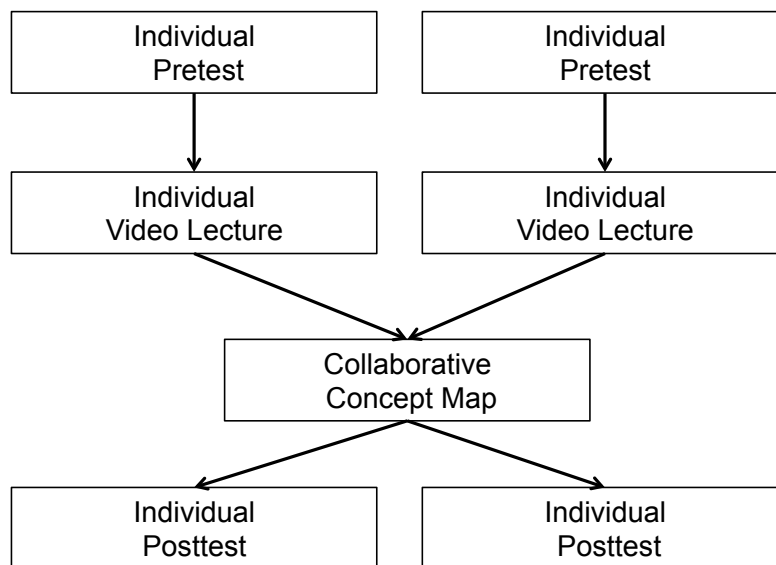 Individual
Pretest
Individual
Pretest
Individual
Video Lecture
Individual
Video Lecture
Collaborative
Concept Map
Individual
Posttest
Individual
Posttest